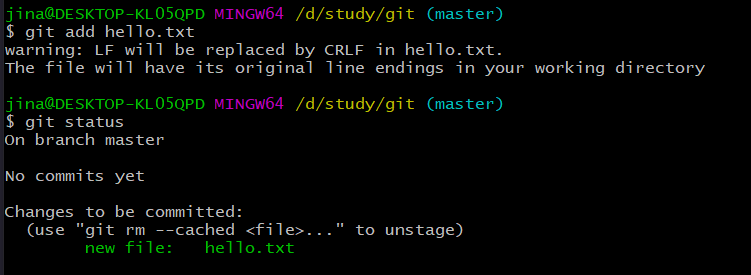 jina@DESKTOP-KLO5QPD MINGW64 /d/study/git (master)
$ git add hello.txt
warning: LF will be replaced by CRLF in hello.txt.
The file will have its original line endings in your working directory
jina@DESKTOP-KLO5QPD MINGW64 /d/study/git (master)
$ git status
On branch master
No commits yet
Changes to be committed:
  (use "git rm --cached <file>..." to unstage)
        new file:   hello.txt